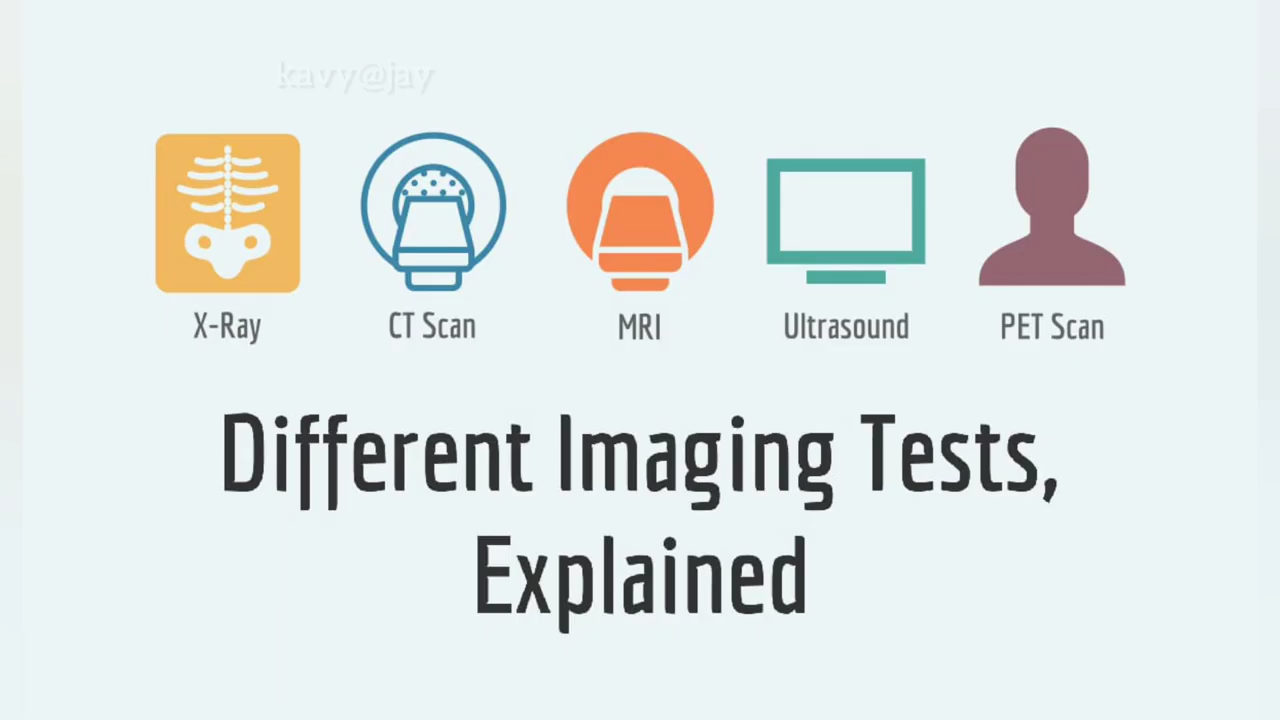 kavy@jay
X-Ray
CT Scan
MRI
Ultrasound
PET Scan
Different Imaging Tests,
Explained